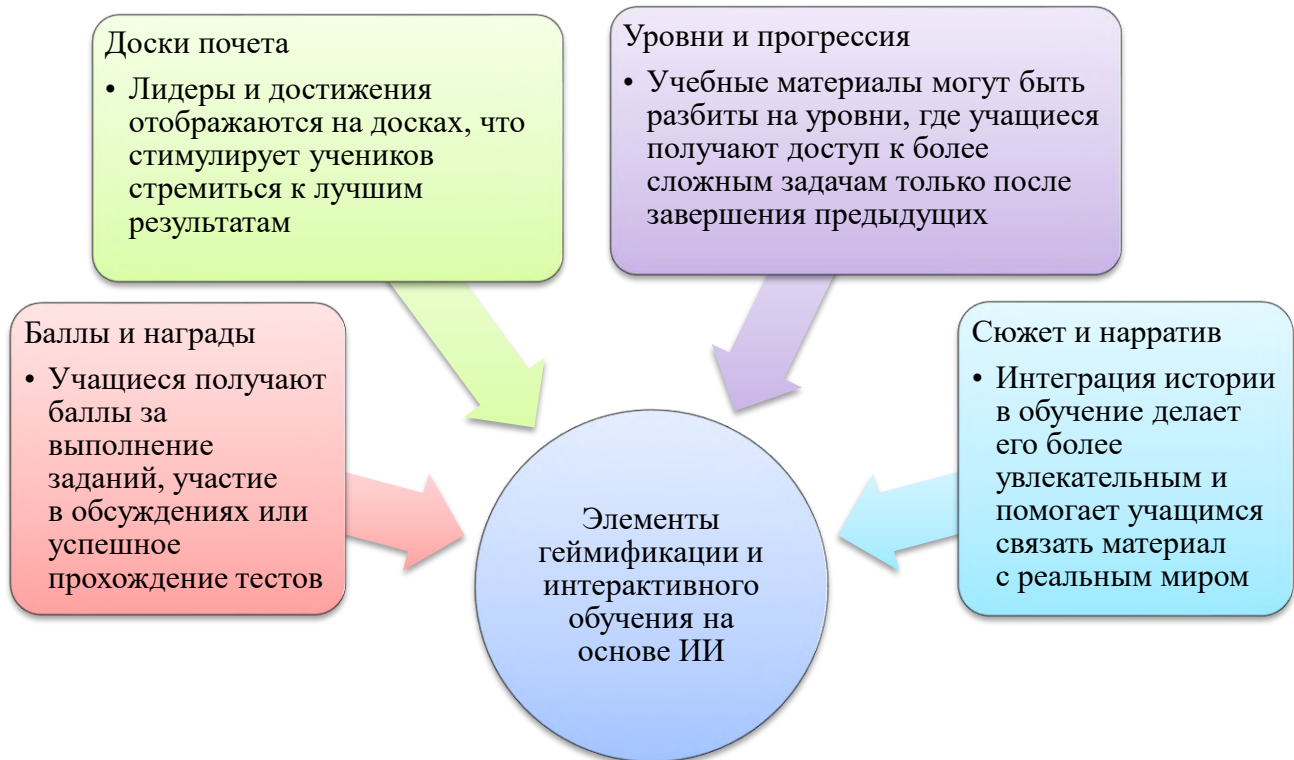 Доски почета
• Лидеры и достижения
отображаются на досках, что
стимулирует учеников
стремиться к лучшим
результатам
Уровни и прогрессия
• Учебные материалы могут быть
разбиты на уровни, где учащиеся
получают доступ к более
сложным задачам только после
завершения предыдущих
Баллы и награды
• Учащиеся получают
баллы за
выполнение
заданий, участие
в обсуждениях или
успешное
прохождение тестов
Сюжет и нарратив
• Интеграция истории
в обучение делает
его более
увлекательным и
помогает учащимся
связать материал
с реальным миром
Элементы
геймификации и
интерактивного
обучения на
основе ИИ